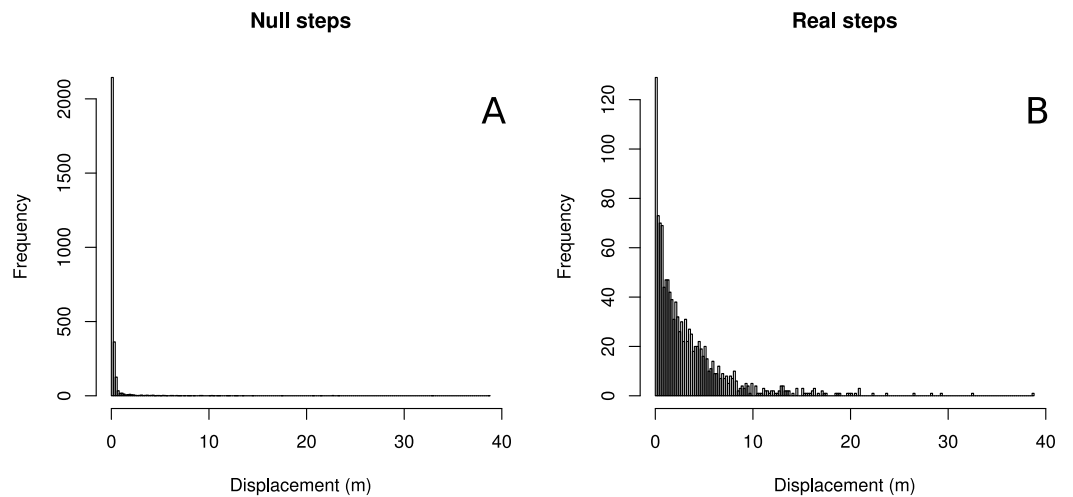 Null steps
A
Frequency
2000
1500
1000
500
0
0 10 20 30 40
Displacement (m)
Real steps
B
Frequency
120
100
80
60
40
20
0
0 10 20 30 40
Displacement (m)